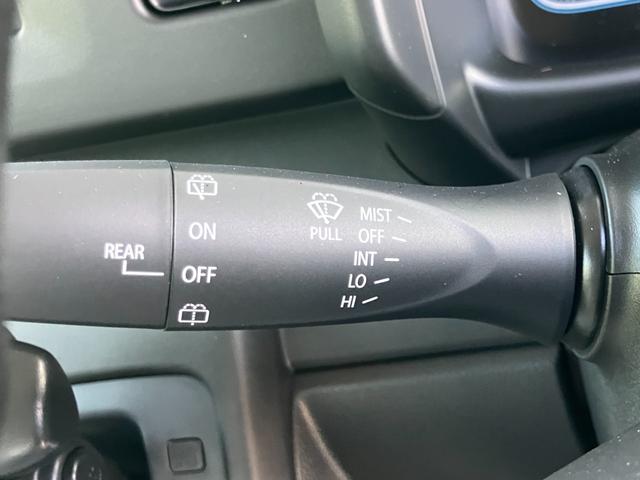 REAR
ON
OFF
PULL
MIST
OFF
INT
LO
HI